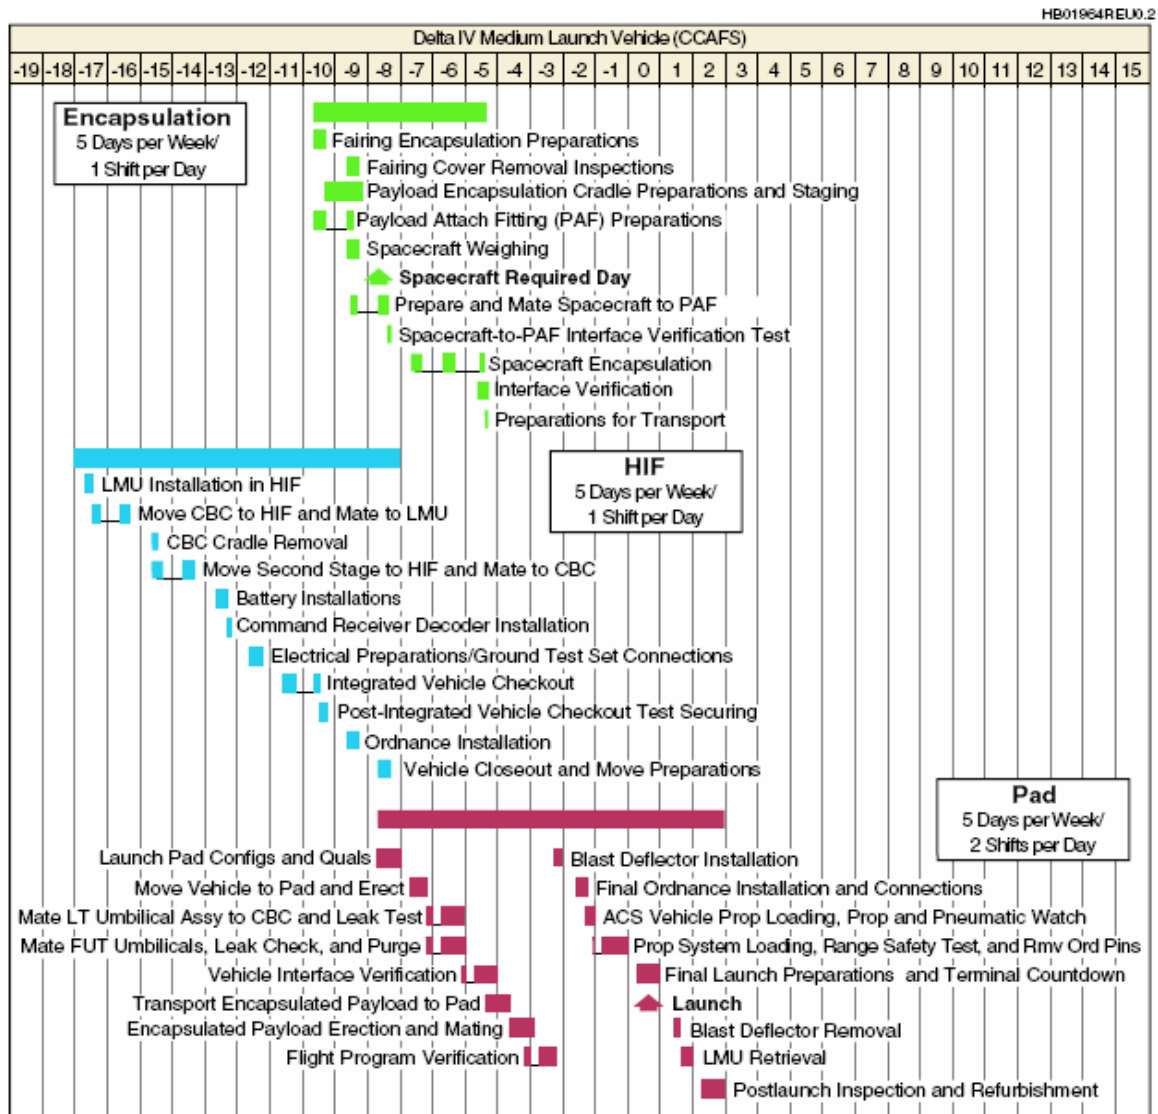 HB01964REU0.2
Delta IV Medium Launch Vehicle (CCAFS)
-19 -18 -17 -16 -15 -14 -13 -12 -11 -10 -9 -8 -7 -6 -5 -4 -3 -2 -1 0 1 2 3 4 5 6 7 8 9 10 11 12 13 14 15
Encapsulation
5 Days per Week/
1 Shift per Day
Fairing Encapsulation Preparations
Fairing Cover Removal Inspections
Payload Encapsulation Cradle Preparations and Staging
Payload Attach Fitting (PAF) Preparations
Spacecraft Weighing
Spacecraft Required Day
Prepare and Mate Spacecraft to PAF
Spacecraft-to-PAF Interface Verification Test
Spacecraft Encapsulation
Interface Verification
Preparations for Transport
HIF
5 Days per Week/
1 Shift per Day
LMU Installation in HIF
Move CBC to HIF and Mate to LMU
CBC Cradle Removal
Move Second Stage to HIF and Mate to CBC
Battery Installations
Command Receiver Decoder Installation
Electrical Preparations/Ground Test Set Connections
Integrated Vehicle Checkout
Post-Integrated Vehicle Checkout Test Securing
Ordnance Installation
Vehicle Closeout and Move Preparations
Pad
5 Days per Week/
2 Shifts per Day
Launch Pad Configs and Quals
Move Vehicle to Pad and Erect
Mate LT Umbilical Assy to CBC and Leak Test
Mate FUT Umbilicals, Leak Check, and Purge
Vehicle Interface Verification
Transport Encapsulated Payload to Pad
Encapsulated Payload Erection and Mating
Flight Program Verification
Blast Deflector Installation
Final Ordnance Installation and Connections
ACS Vehicle Prop Loading, Prop and Pneumatic Watch
Prop System Loading, Range Safety Test, and Rmv Ord Pins
Final Launch Preparations and Terminal Countdown
Launch
Blast Deflector Removal
LMU Retrieval
Postlaunch Inspection and Refurbishment